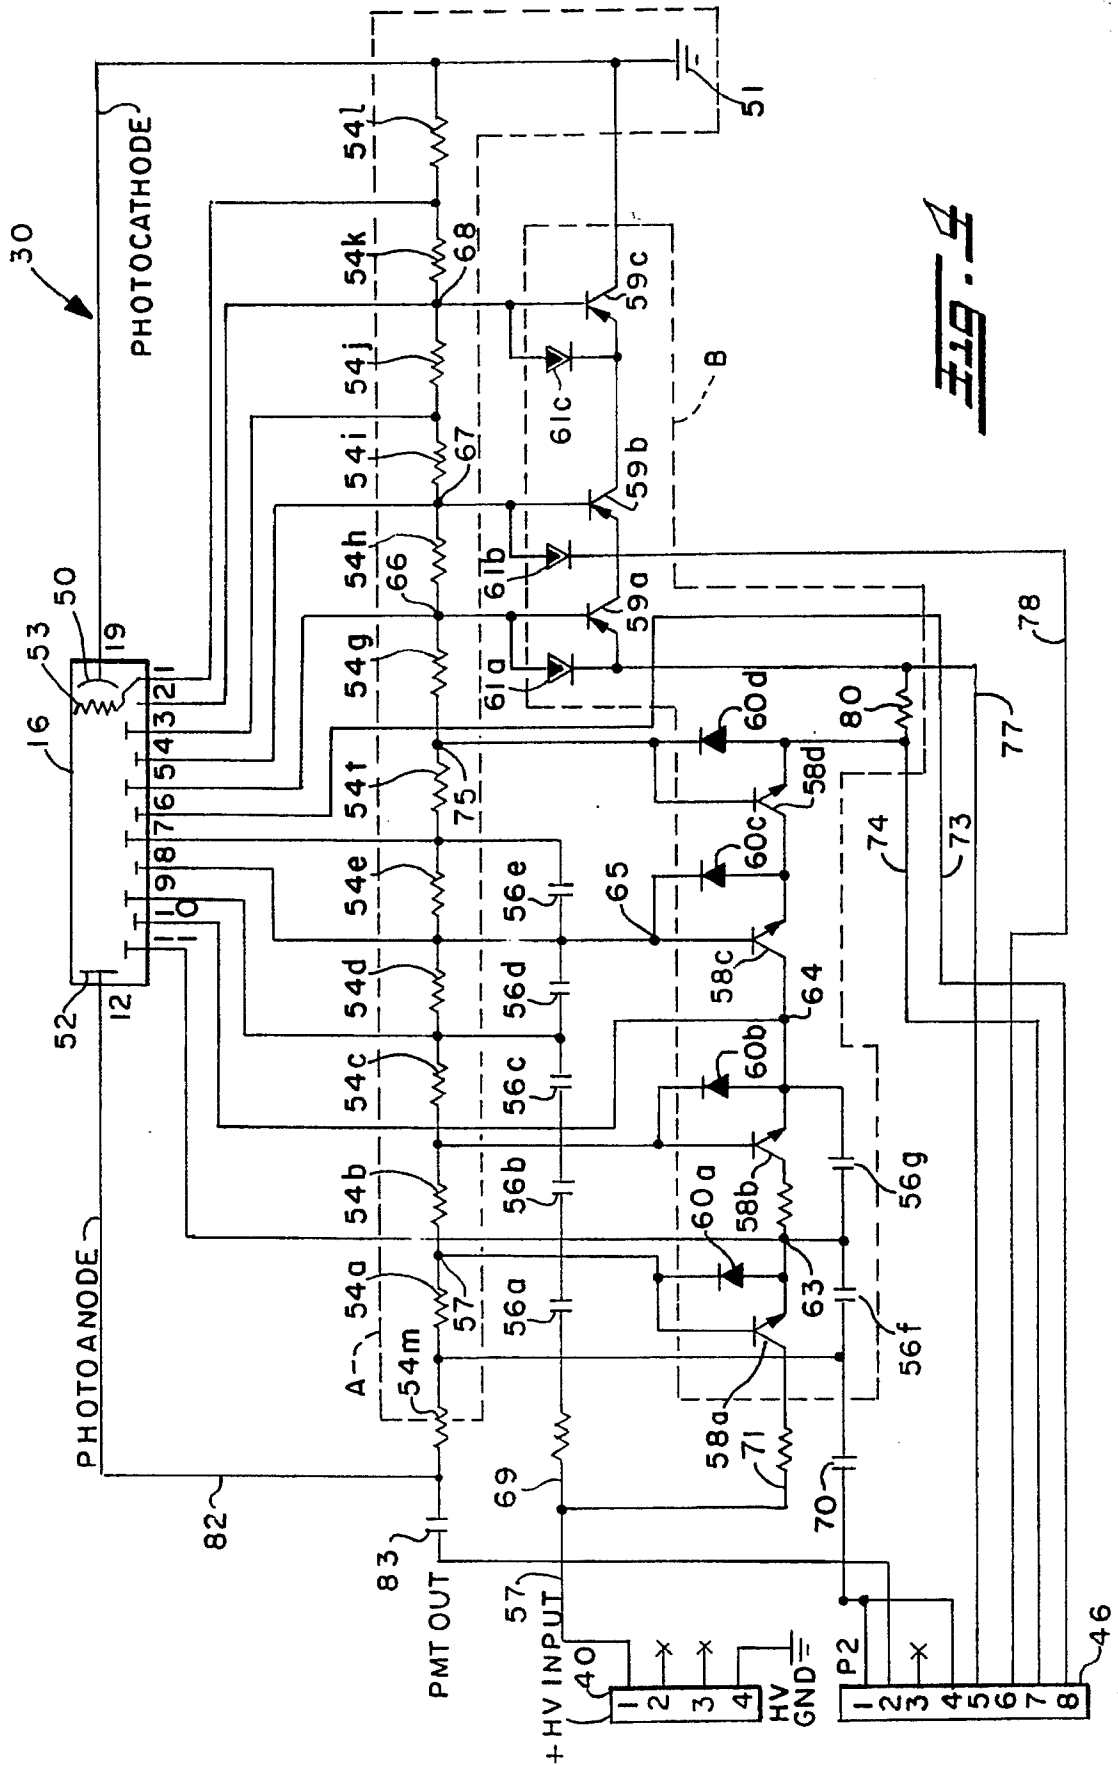 30
PHOTOCATHODE
PHOTOANODE
82
16
53
50
52
19
12
1
2
3
4
5
6
7
8
9
10
11
A
54m
54a
54b
54c
54d
54e
54f
54g
54h
54i
54j
54k
54l
51
57
75
66
67
68
83
PMT OUT
57
69
56a
56b
56c
56d
56e
65
61a
61b
61c
59a
59b
59c
B
+HV INPUT
40
1
2
3
4
HV
GND
71
58a
60a
58b
60b
58c
60c
58d
60d
63
64
70
56f
56g
80
74
73
77
78
P2
1
2
3
4
5
6
7
8
46
Fig. 4